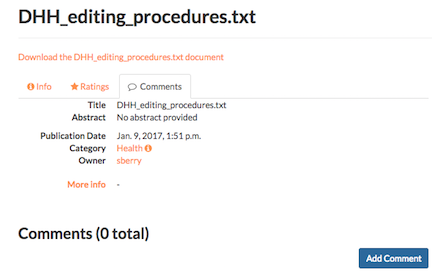 DHH_editing_procedures.txt
Download the DHH_editing_procedures.txt document
Info Ratings Comments
Title DHH_editing_procedures.txt
Abstract No abstract provided
Publication Date Jan. 9, 2017, 1:51 p.m.
Category Health
Owner sberry
More info -
Comments (0 total)
Add Comment